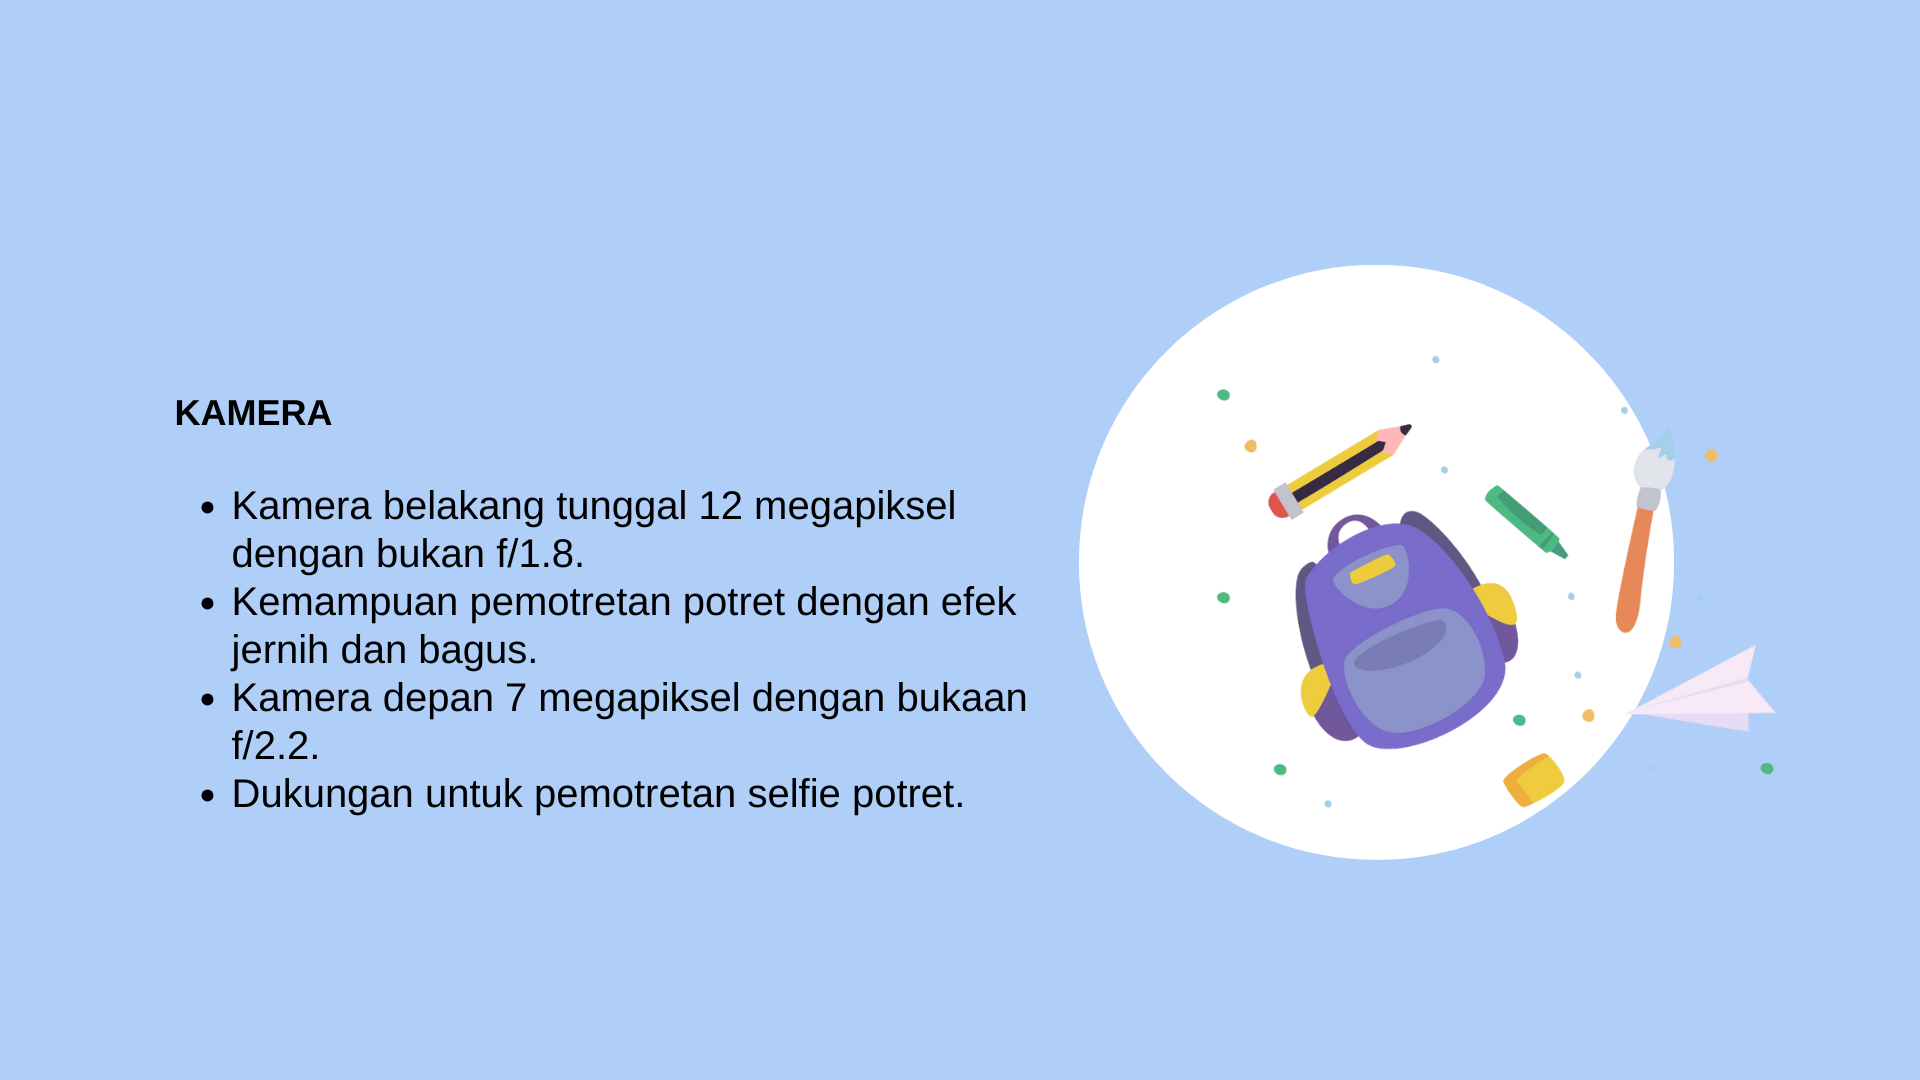 KAMERA
• Kamera belakang tunggal 12 megapiksel
dengan bukan f/1.8.
• Kemampuan pemotretan potret dengan efek
jernih dan bagus.
• Kamera depan 7 megapiksel dengan bukaan
f/2.2.
• Dukungan untuk pemotretan selfie potret.